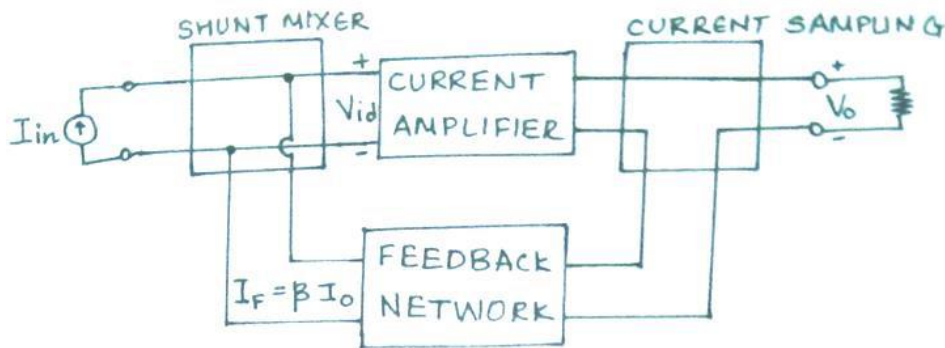 SHUNT MIXER
CURRENT SAMPLING
+
CURRENT
AMPLIFIER
Vid
-
Iin
+
Vo
-
FEEDBACK
NETWORK
IF = β Io